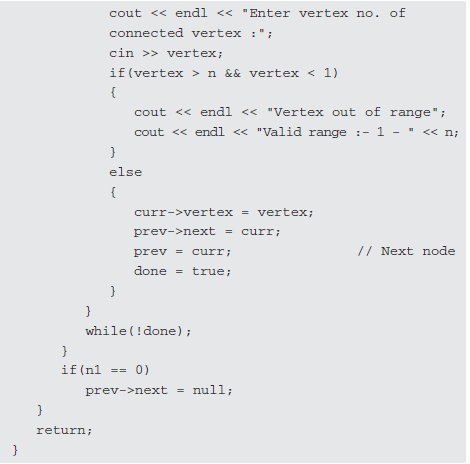 cout << endl << "Enter vertex no. of
connected vertex :";
cin >> vertex;
if(vertex > n && vertex < 1)
{
cout << endl << "Vertex out of range";
cout << endl << "Valid range :- 1 - " << n;
}
else
{
curr->vertex = vertex;
prev->next = curr;
prev = curr; // Next node
done = true;
}
}
while(!done);
}
if(n1 == 0)
prev->next = null;
}
return;
}